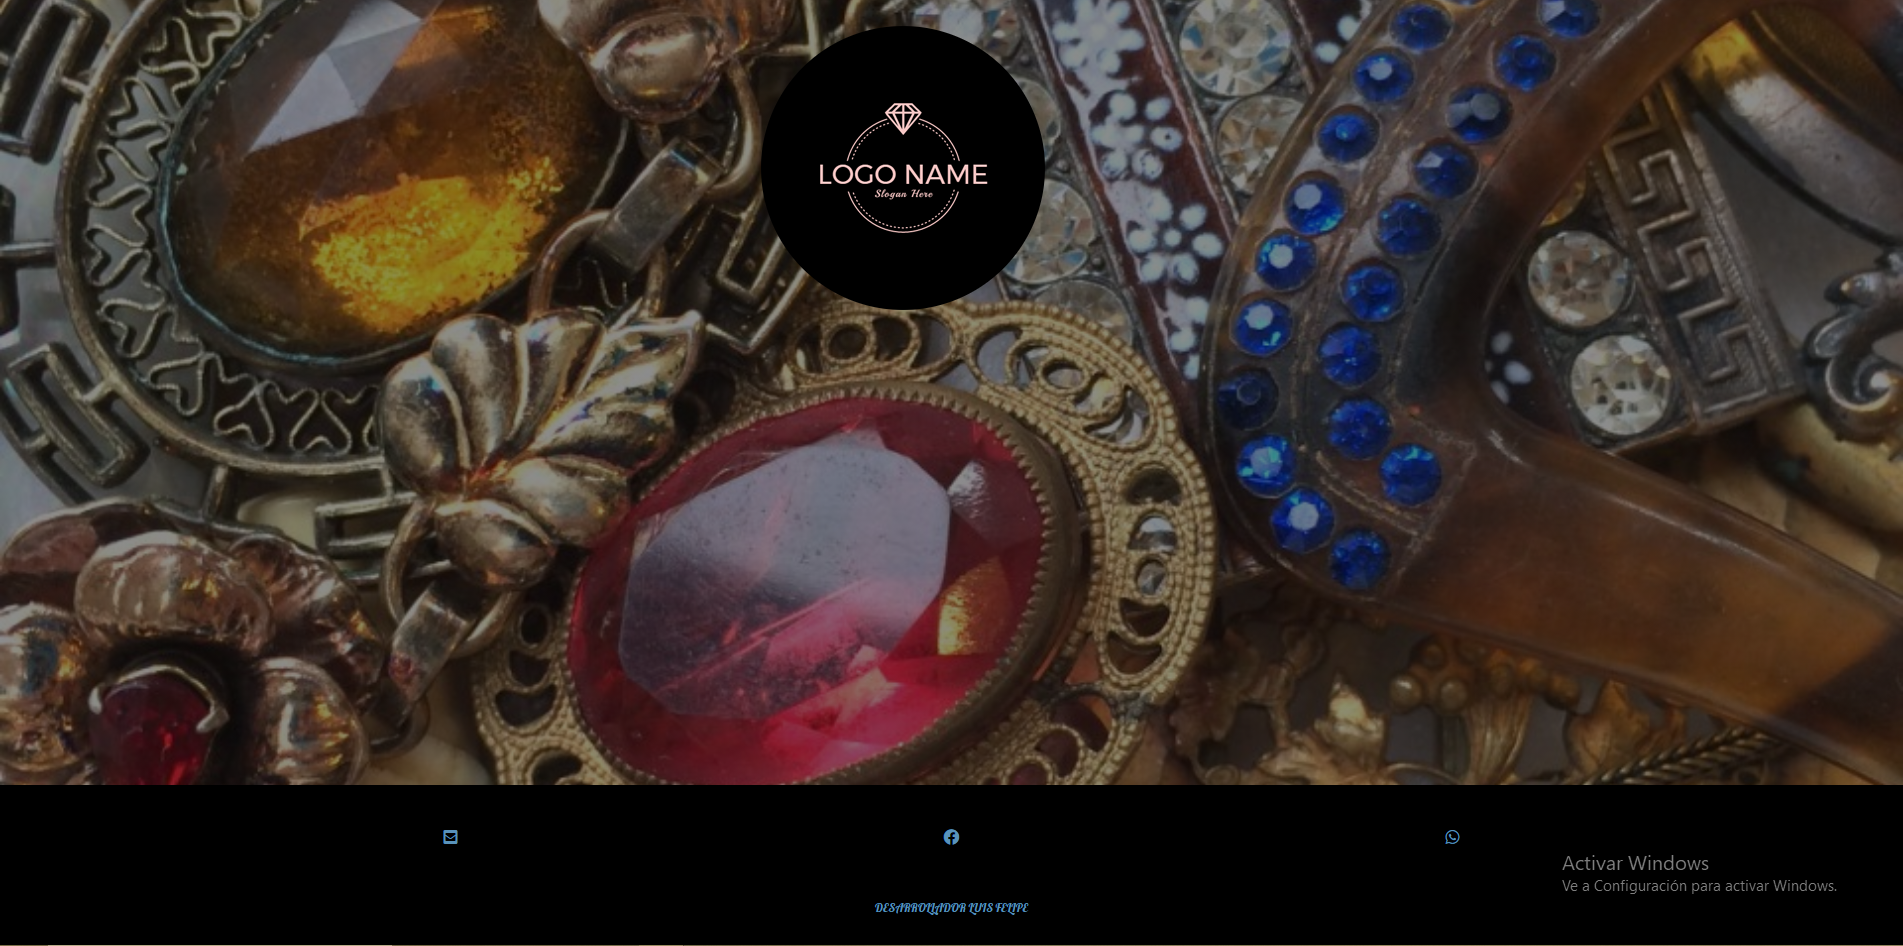 LOGO NAME
Slogan Here
Activar Windows
Ve a Configuración para activar Windows.
DESARROLLADOR LUIS FELIPE